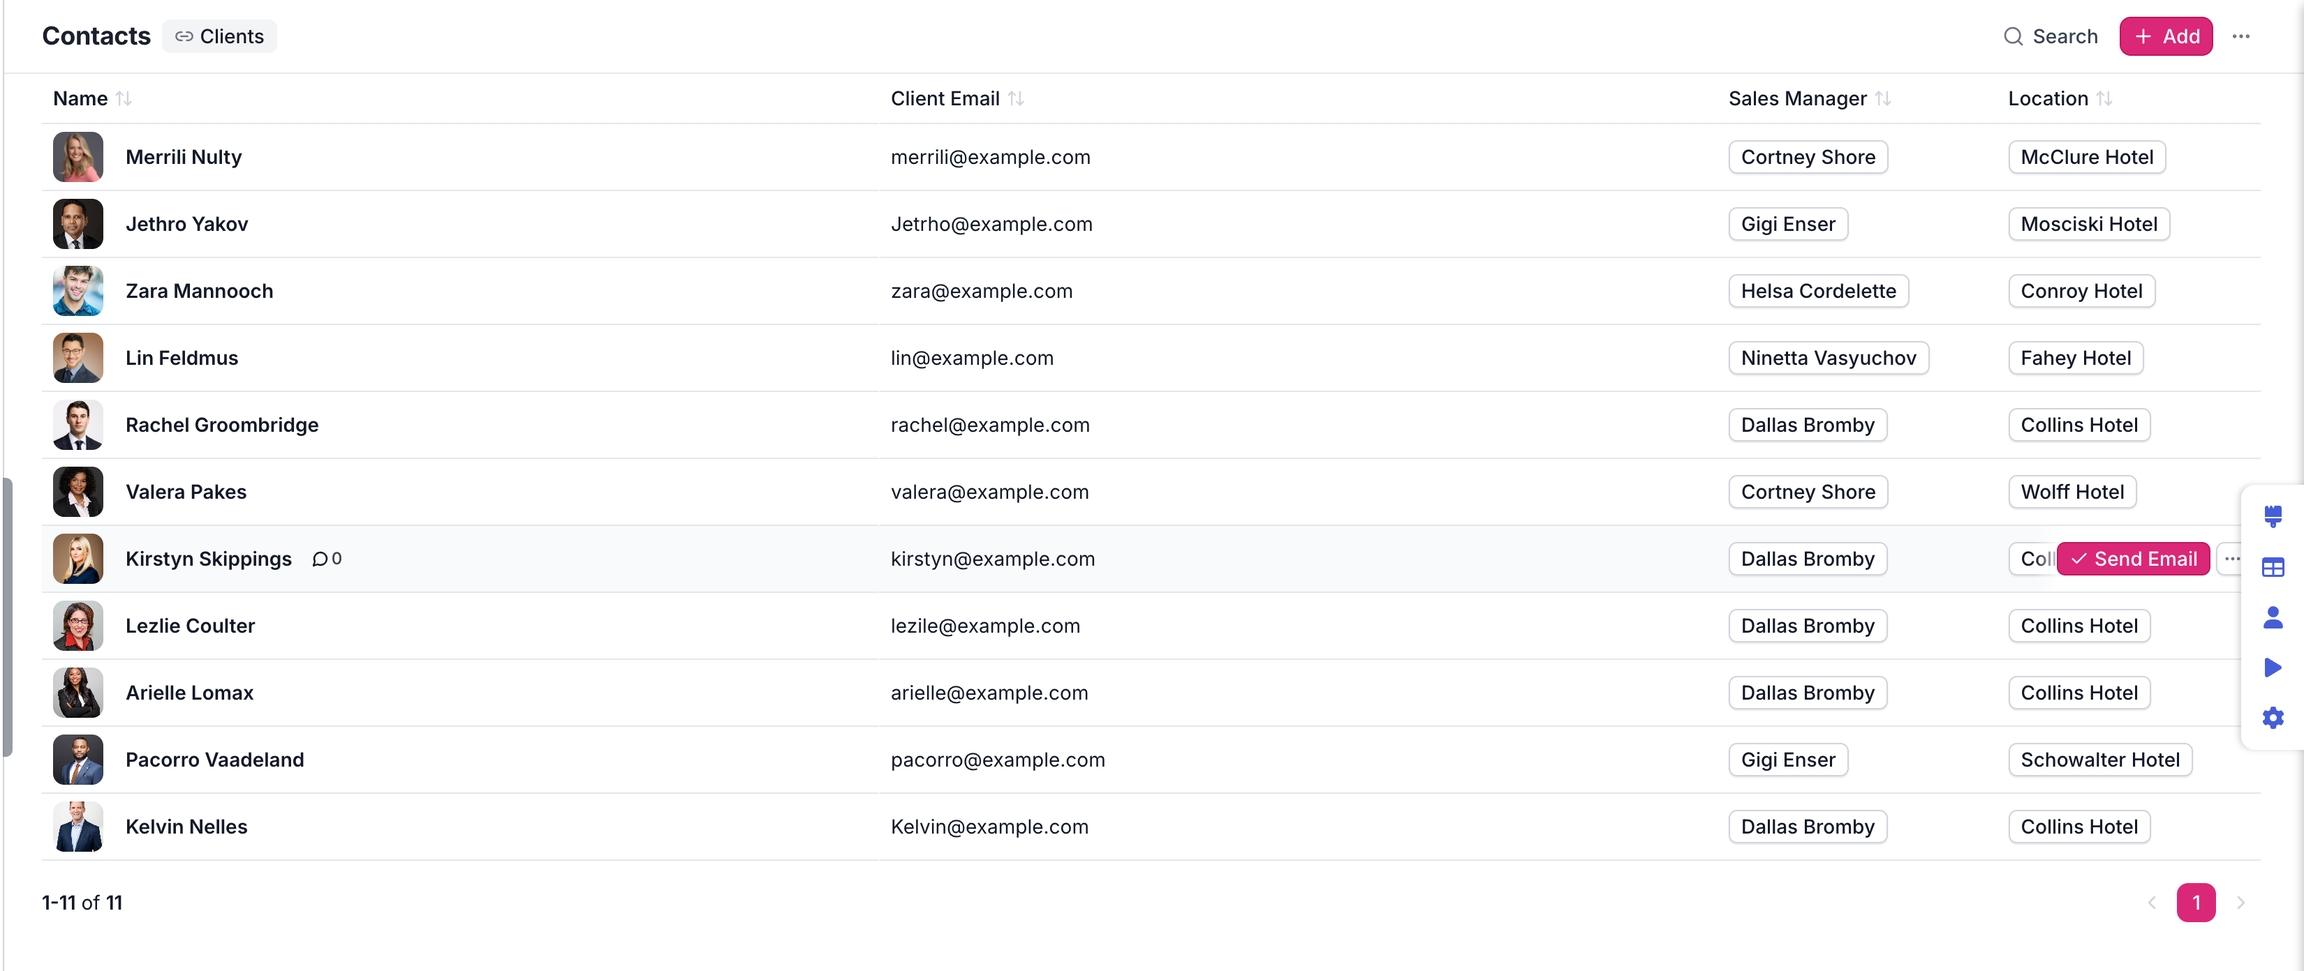 Contacts Clients Search Add
Name Client Email Sales Manager Location
Merrili Nulty merrili@example.com Cortney Shore McClure Hotel
Jethro Yakov Jetrho@example.com Gigi Enser Mosciski Hotel
Zara Mannooch zara@example.com Helsa Cordelette Conroy Hotel
Lin Feldmus lin@example.com Ninetta Vasyuchov Fahey Hotel
Rachel Groombridge rachel@example.com Dallas Bromby Collins Hotel
Valera Pakes valera@example.com Cortney Shore Wolff Hotel
Kirstyn Skippings 0 kirstyn@example.com Dallas Bromby Coll Send Email
Lezlie Coulter lezile@example.com Dallas Bromby Collins Hotel
Arielle Lomax arielle@example.com Dallas Bromby Collins Hotel
Pacorro Vaadeland pacorro@example.com Gigi Enser Schowalter Hotel
Kelvin Nelles Kelvin@example.com Dallas Bromby Collins Hotel
1-11 of 11 1